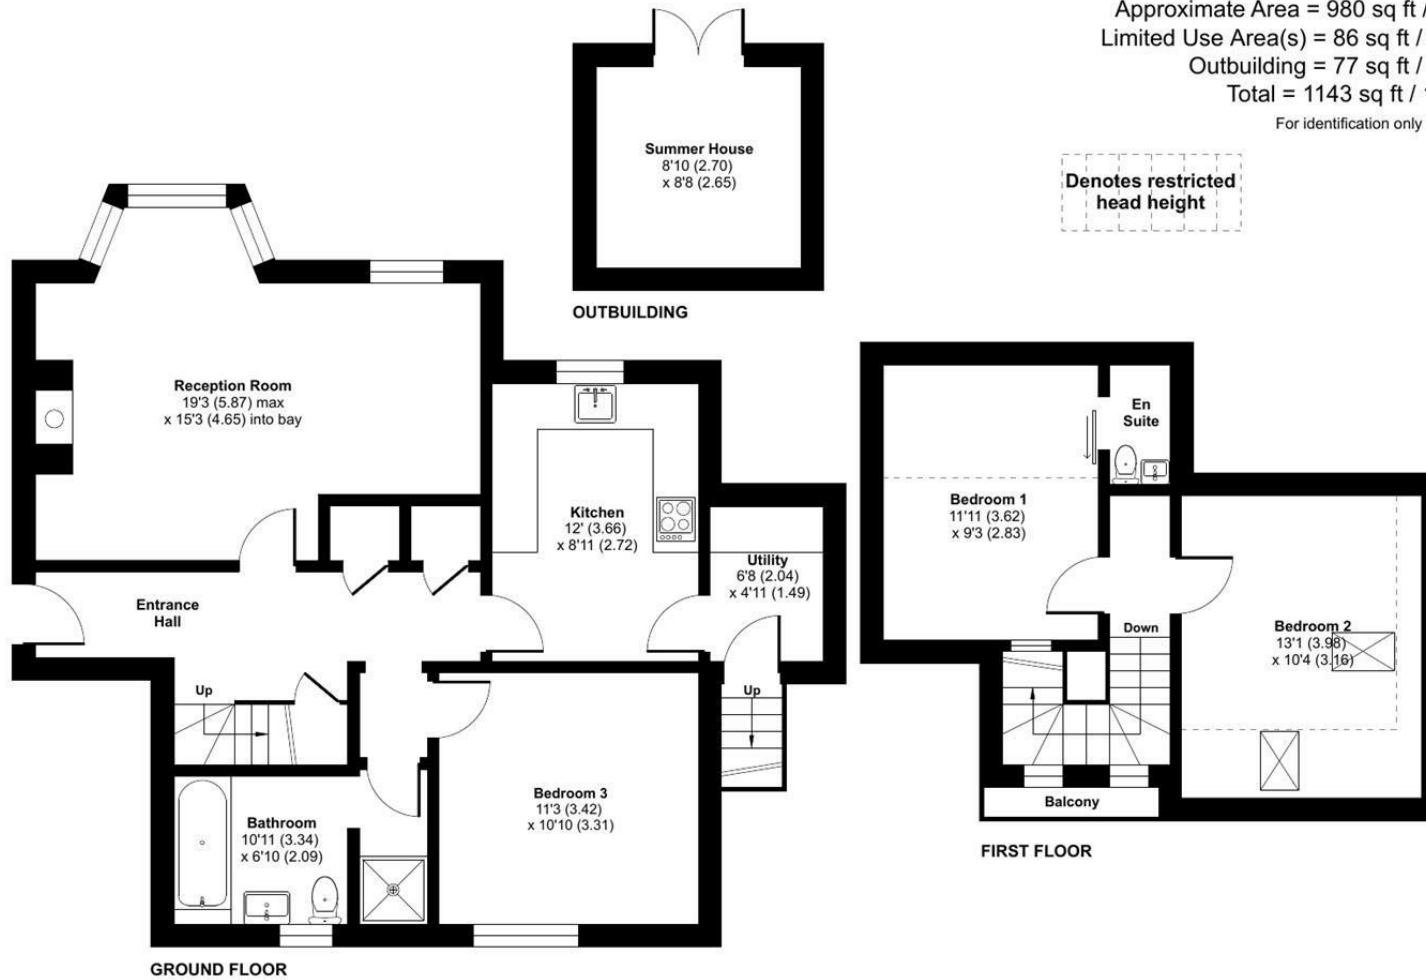 Approximate Area = 980 sq ft /
Limited Use Area(s) = 86 sq ft /
Outbuilding = 77 sq ft /
Total = 1143 sq ft /
For identification only
Denotes restricted
head height
Summer House
8'10 (2.70)
x 8'8 (2.65)
OUTBUILDING
Reception Room
19'3 (5.87) max
x 15'3 (4.65) into bay
Kitchen
12' (3.66)
x 8'11 (2.72)
Utility
6'8 (2.04)
x 4'11 (1.49)
Entrance
Hall
Up
Up
Bedroom 3
11'3 (3.42)
x 10'10 (3.31)
Bathroom
10'11 (3.34)
x 6'10 (2.09)
GROUND FLOOR
En
Suite
Bedroom 1
11'11 (3.62)
x 9'3 (2.83)
Down
Bedroom 2
13'1 (3.98)
x 10'4 (3.16)
Balcony
FIRST FLOOR